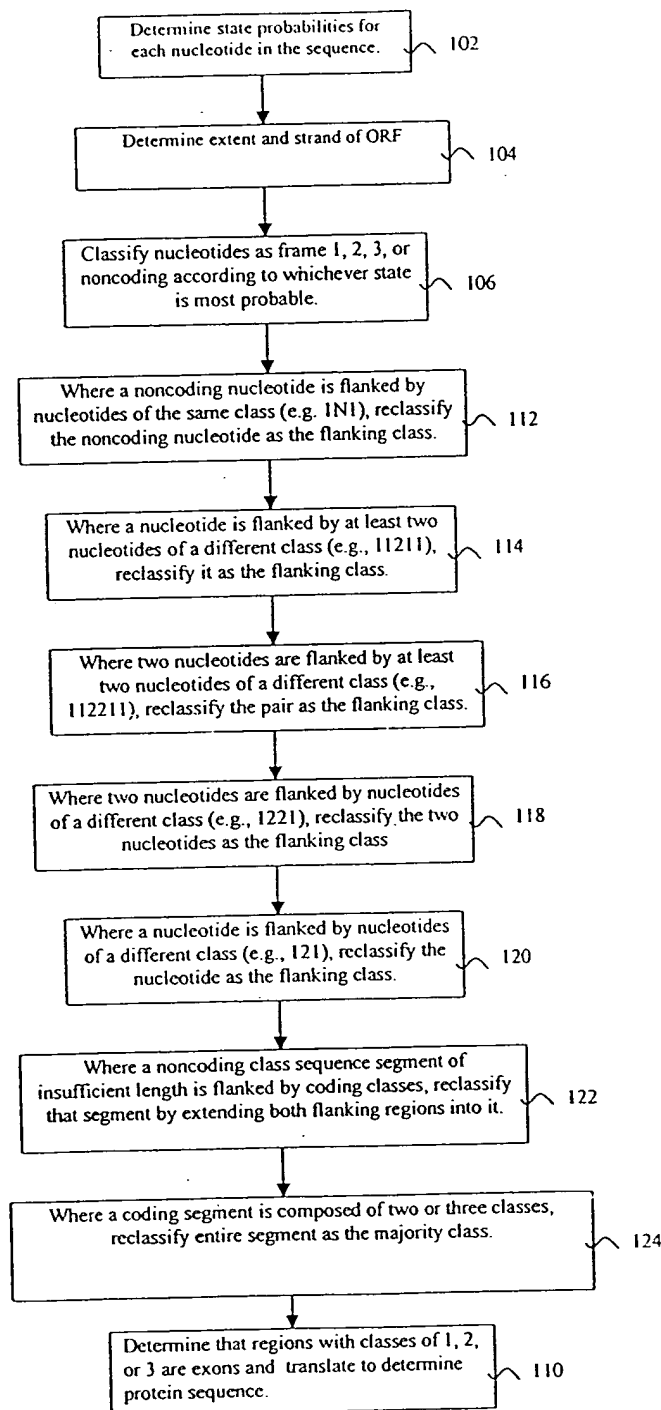 Determine state probabilities for
each nucleotide in the sequence.
102
Determine extent and strand of ORF
104
Classify nucleotides as frame 1, 2, 3, or
noncoding according to whichever state
is most probable.
106
Where a noncoding nucleotide is flanked by
nucleotides of the same class (e.g. 1N1), reclassify
the noncoding nucleotide as the flanking class.
112
Where a nucleotide is flanked by at least two
nucleotides of a different class (e.g., 11211),
reclassify it as the flanking class.
114
Where two nucleotides are flanked by at least
two nucleotides of a different class (e.g.,
112211), reclassify the pair as the flanking class.
116
Where two nucleotides are flanked by nucleotides
of a different class (e.g., 1221), reclassify the two
nucleotides as the flanking class
118
Where a nucleotide is flanked by nucleotides
of a different class (e.g., 121), reclassify the
nucleotide as the flanking class.
120
Where a noncoding class sequence segment of
insufficient length is flanked by coding classes, reclassify
that segment by extending both flanking regions into it.
122
Where a coding segment is composed of two or three classes,
reclassify entire segment as the majority class.
124
Determine that regions with classes of 1, 2,
or 3 are exons and translate to determine
protein sequence.
110